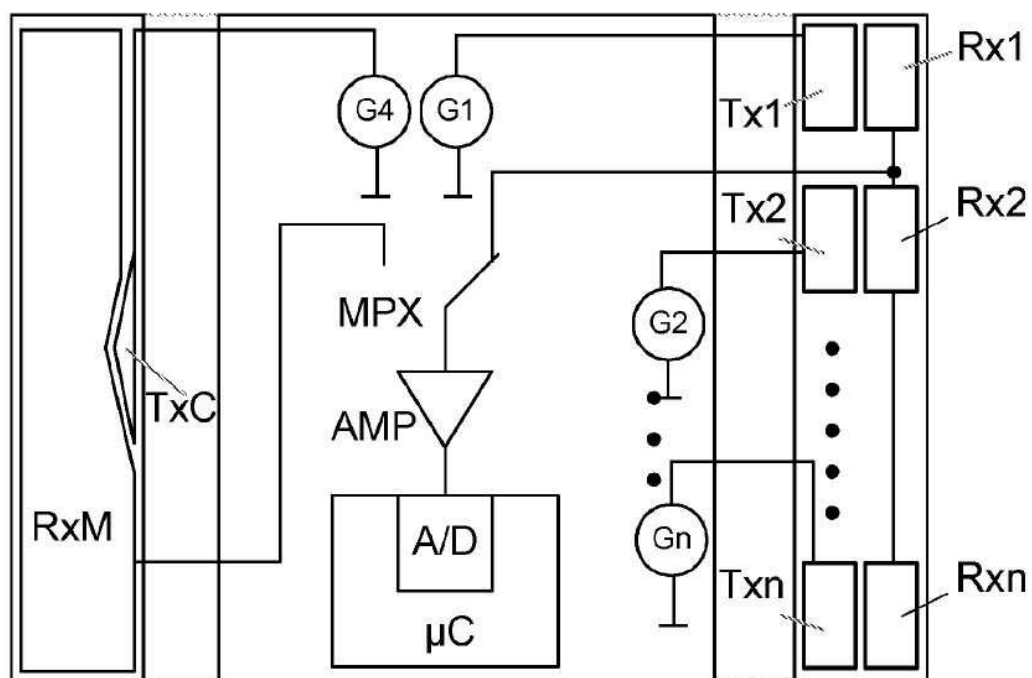 G4
G1
Rx1
Tx1
Tx2
Rx2
MPX
G2
TxC
AMP
RxM
A/D
Gn
Txn
Rxn
µC